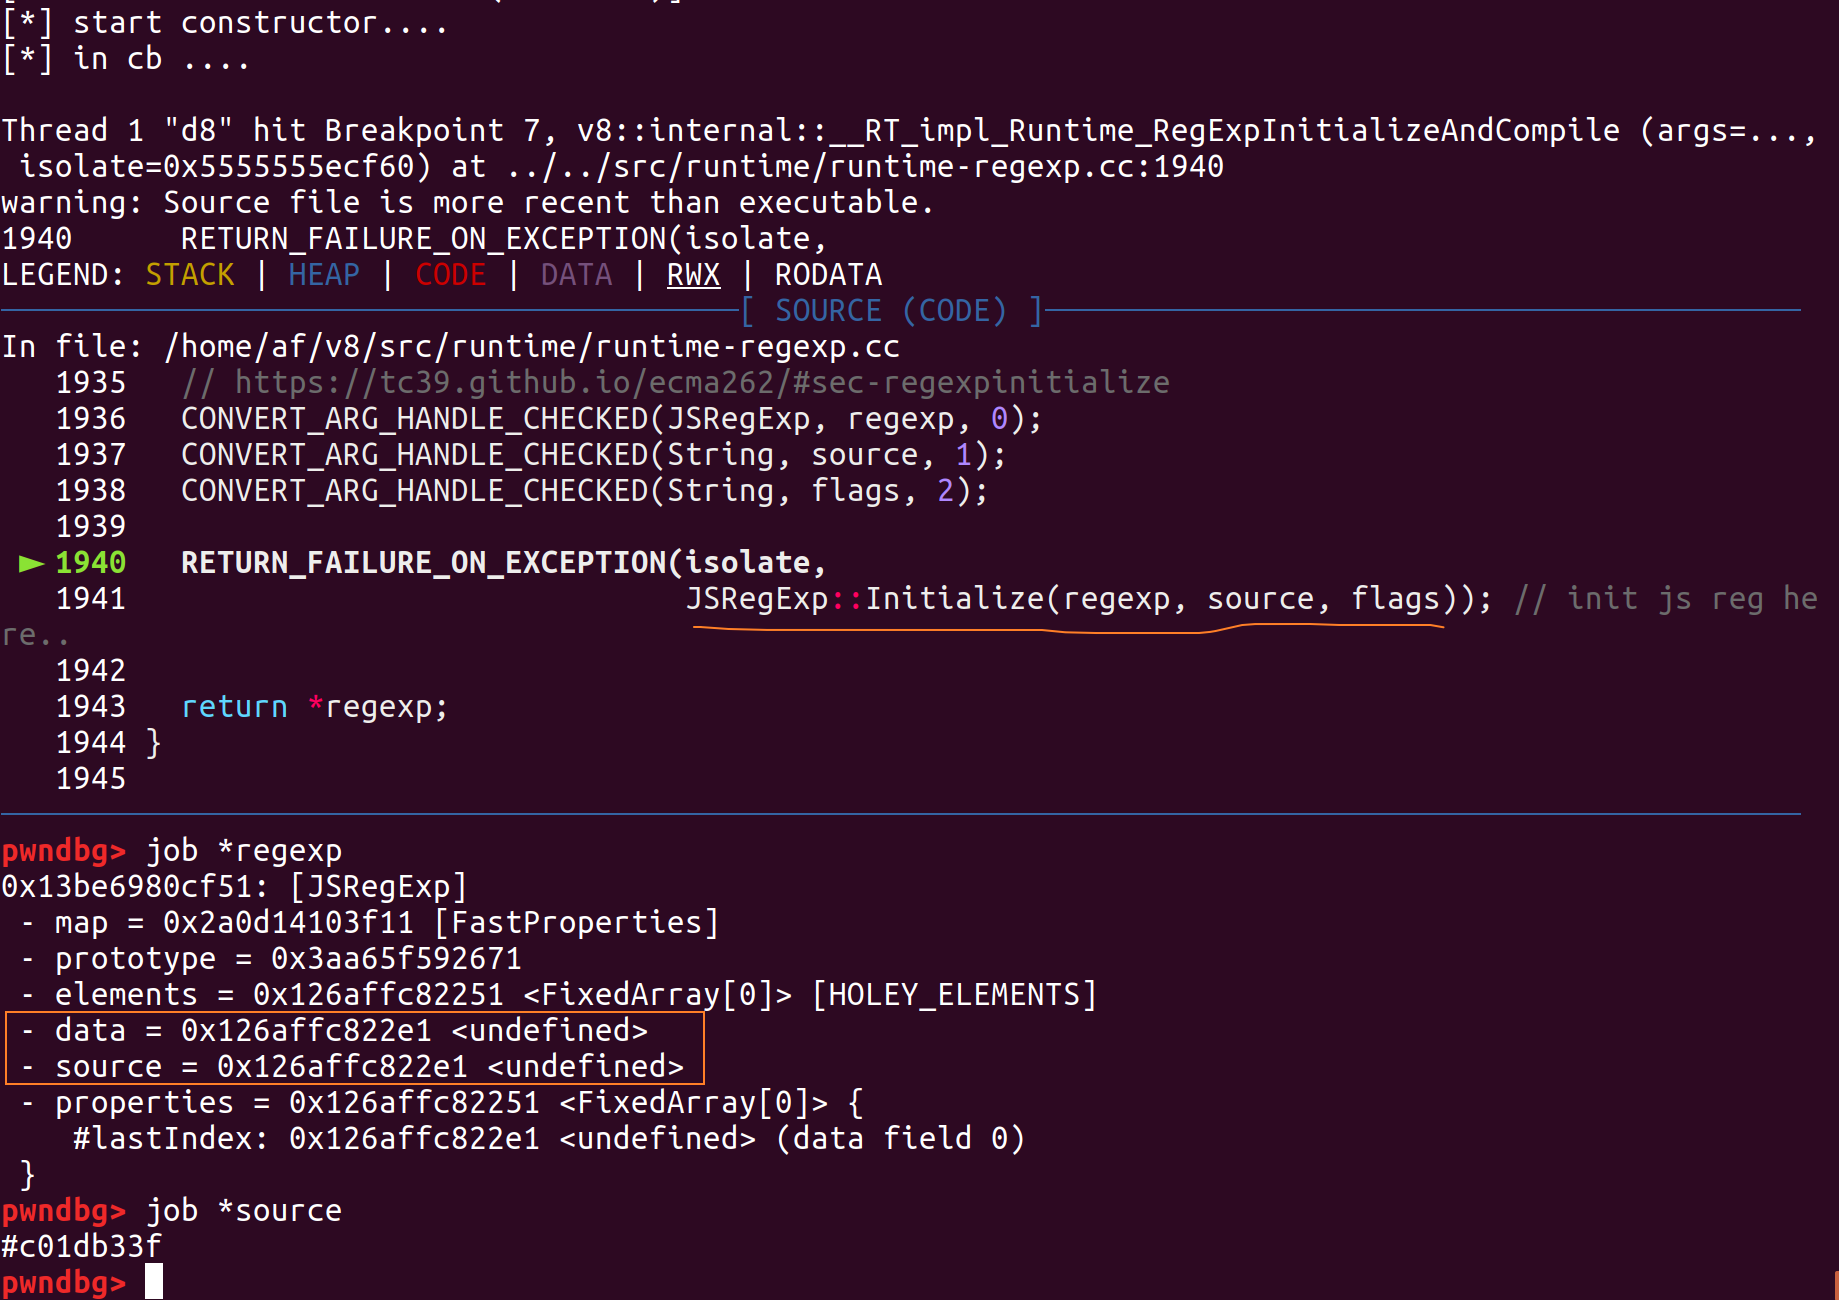 [*] start constructor....
[*] in cb ....
Thread 1 "d8" hit Breakpoint 7, v8::internal::__RT_impl_Runtime_RegExpInitializeAndCompile (args=...,
 isolate=0x5555555ecf60) at ../../src/runtime/runtime-regexp.cc:1940
warning: Source file is more recent than executable.
1940      RETURN_FAILURE_ON_EXCEPTION(isolate,
LEGEND: STACK | HEAP | CODE | DATA | RWX | RODATA
[ SOURCE (CODE) ]
In file: /home/af/v8/src/runtime/runtime-regexp.cc
   1935   // https://tc39.github.io/ecma262/#sec-regexpinitialize
   1936   CONVERT_ARG_HANDLE_CHECKED(JSRegExp, regexp, 0);
   1937   CONVERT_ARG_HANDLE_CHECKED(String, source, 1);
   1938   CONVERT_ARG_HANDLE_CHECKED(String, flags, 2);
   1939
 ► 1940   RETURN_FAILURE_ON_EXCEPTION(isolate,
   1941                               JSRegExp::Initialize(regexp, source, flags)); // init js reg he
re..
   1942
   1943   return *regexp;
   1944 }
   1945
pwndbg> job *regexp
0x13be6980cf51: [JSRegExp]
 - map = 0x2a0d14103f11 [FastProperties]
 - prototype = 0x3aa65f592671
 - elements = 0x126affc82251 <FixedArray[0]> [HOLEY_ELEMENTS]
 - data = 0x126affc822e1 <undefined>
 - source = 0x126affc822e1 <undefined>
 - properties = 0x126affc82251 <FixedArray[0]> {
    #lastIndex: 0x126affc822e1 <undefined> (data field 0)
 }
pwndbg> job *source
#c01db33f
pwndbg>